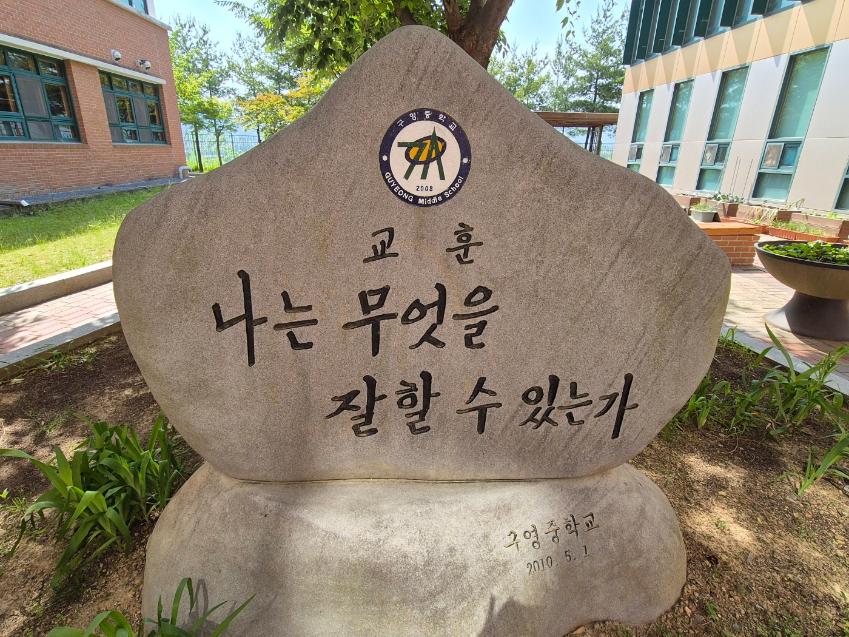 구영중학교
2008
GUYEONG Middle School
교 훈
나는 무엇을
잘할 수 있는가
구영중학교
2010. 5. 1